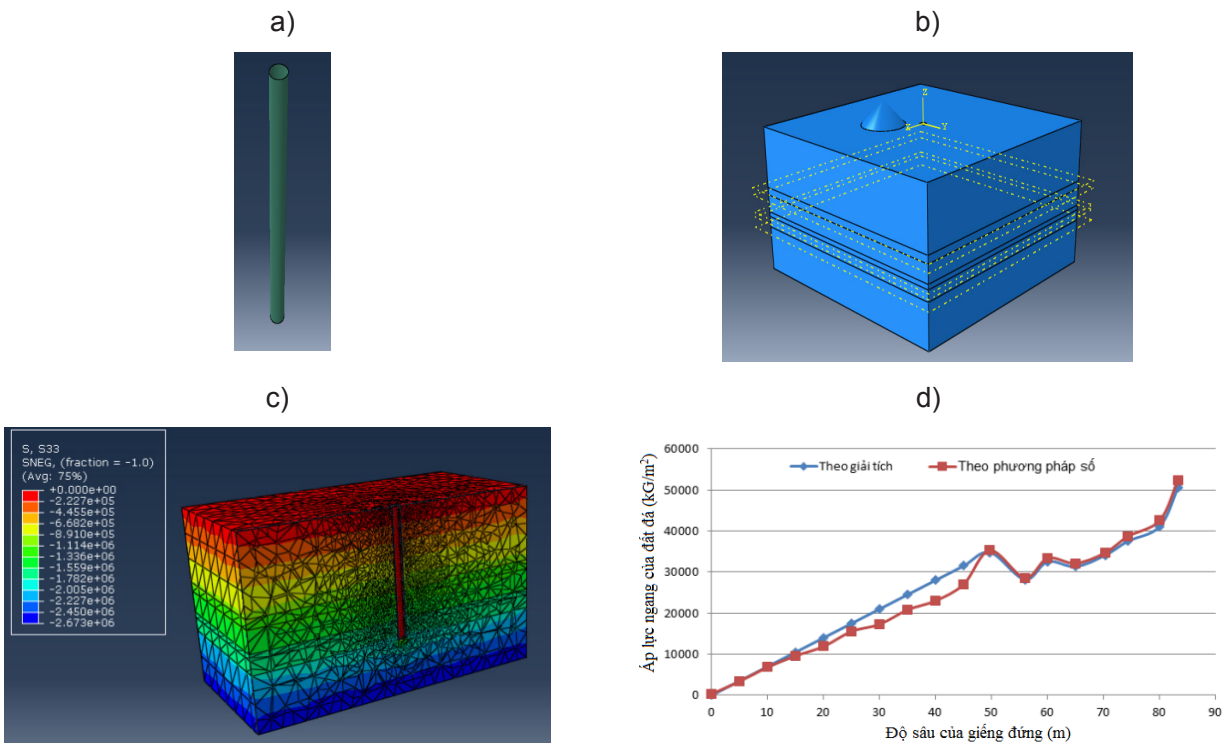 a)
b)
Z
X
Y
c)
d)
S, S33
SNEG, (fraction = -1.0)
(Avg: 75%)
+0.000e+00
-2.227e+05
-4.455e+05
-6.682e+05
-8.910e+05
-1.114e+06
-1.336e+06
-1.559e+06
-1.782e+06
-2.005e+06
-2.227e+06
-2.450e+06
-2.673e+06
Áp lực ngang của đất đá (kG/m²)
60000
50000
40000
30000
20000
10000
0
Theo giải tích
Theo phương pháp số
0 10 20 30 40 50 60 70 80 90
Độ sâu của giếng đứng (m)